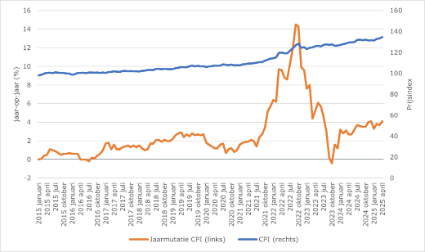 16
14
12
10
8
6
4
2
0
-2
jaar-op-jaar (%)
160
140
120
100
80
60
40
20
0
Prijsindex
2015 januari
2015 april
2015 juli
2015 oktober
2016 januari
2016 april
2016 juli
2016 oktober
2017 januari
2017 april
2017 juli
2017 oktober
2018 januari
2018 april
2018 juli
2018 oktober
2019 januari
2019 april
2019 juli
2019 oktober
2020 januari
2020 april
2020 juli
2020 oktober
2021 januari
2021 april
2021 juli
2021 oktober
2022 januari
2022 april
2022 juli
2022 oktober
2023 januari
2023 april
2023 juli
2023 oktober
2024 januari
2024 april
2024 juli
2024 oktober
2025 januari
2025 april
Jaarmutatie CPI (links)
CPI (rechts)